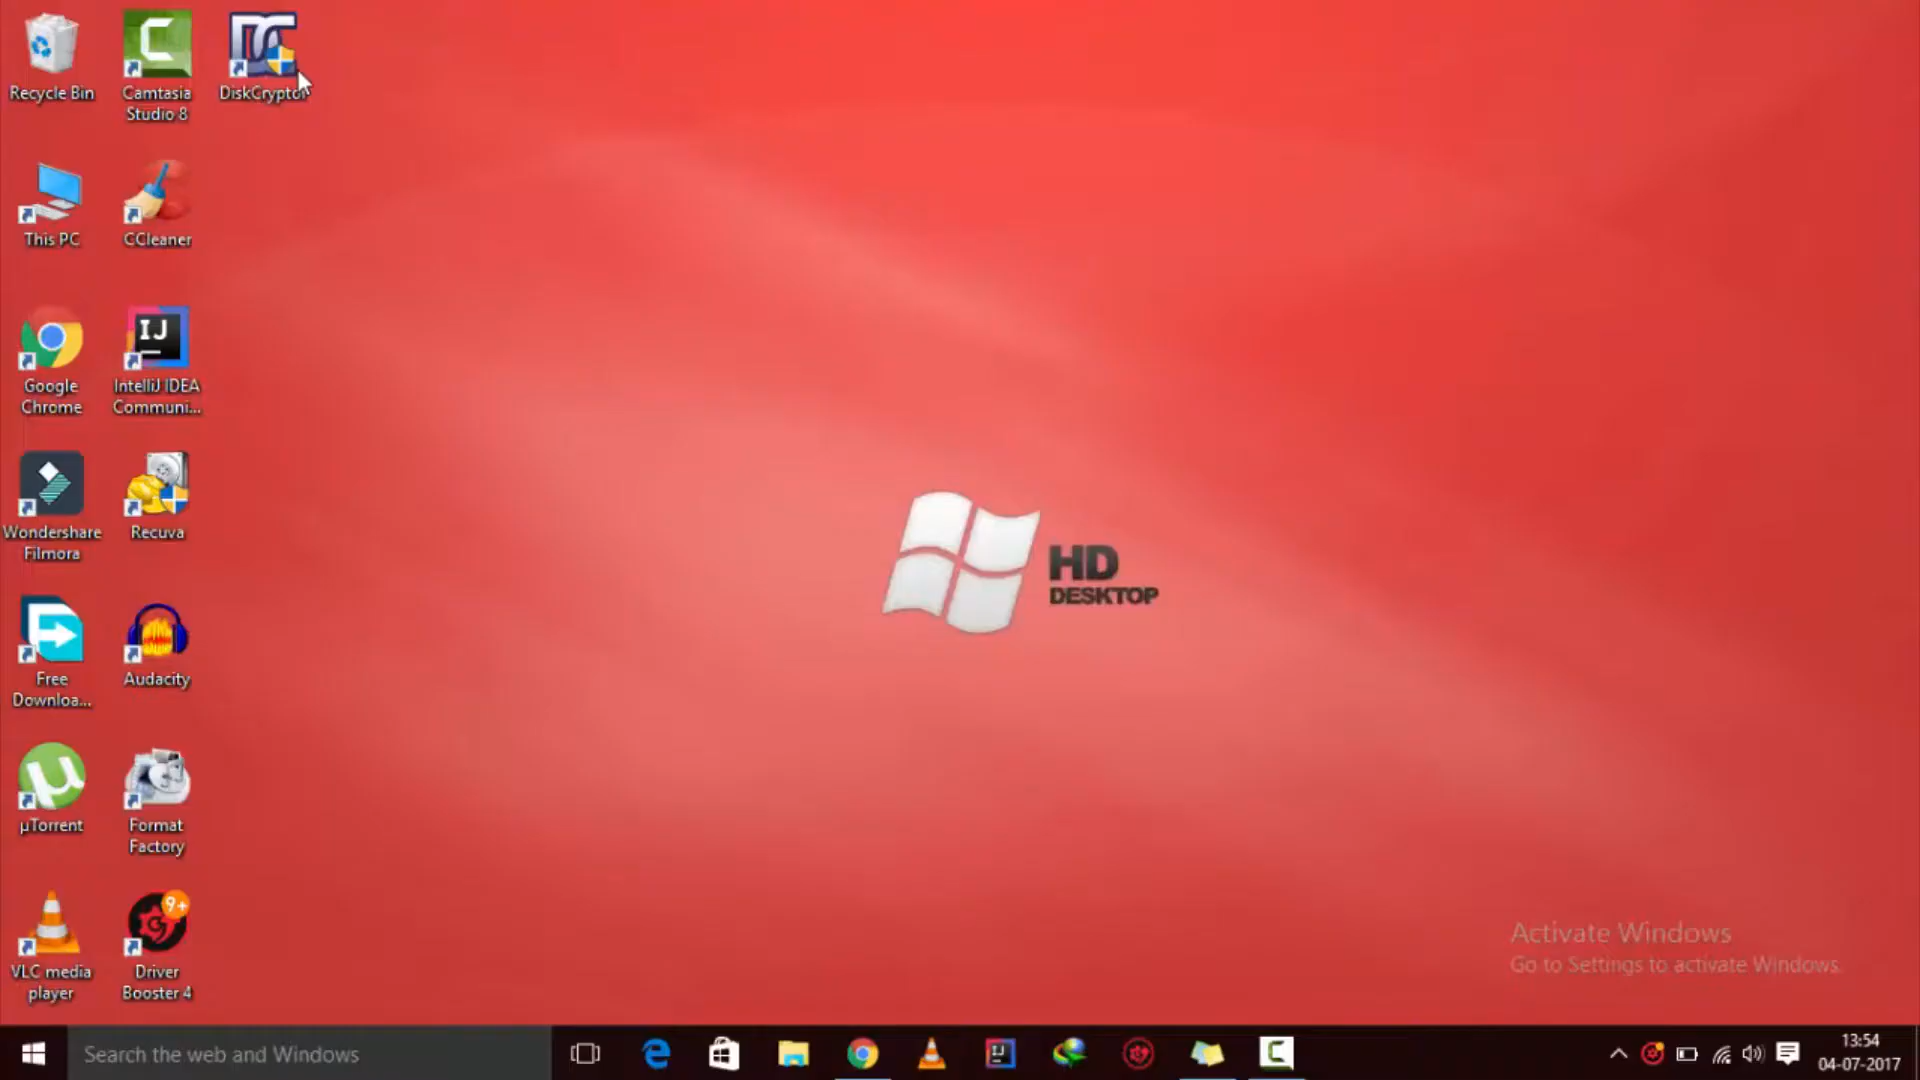 Recycle Bin
Camtasia
Studio 8
DiskCryptor
This PC
CCleaner
Google
Chrome
IJ
IntelliJ IDEA
Communi...
Wondershare
Filmora
Recuva
Free
Downloa...
Audacity
µTorrent
Format
Factory
VLC media
player
9+
Driver
Booster 4
HD
DESKTOP
Activate Windows
Go to Settings to activate Windows.
Search the web and Windows
13:54
04-07-2017